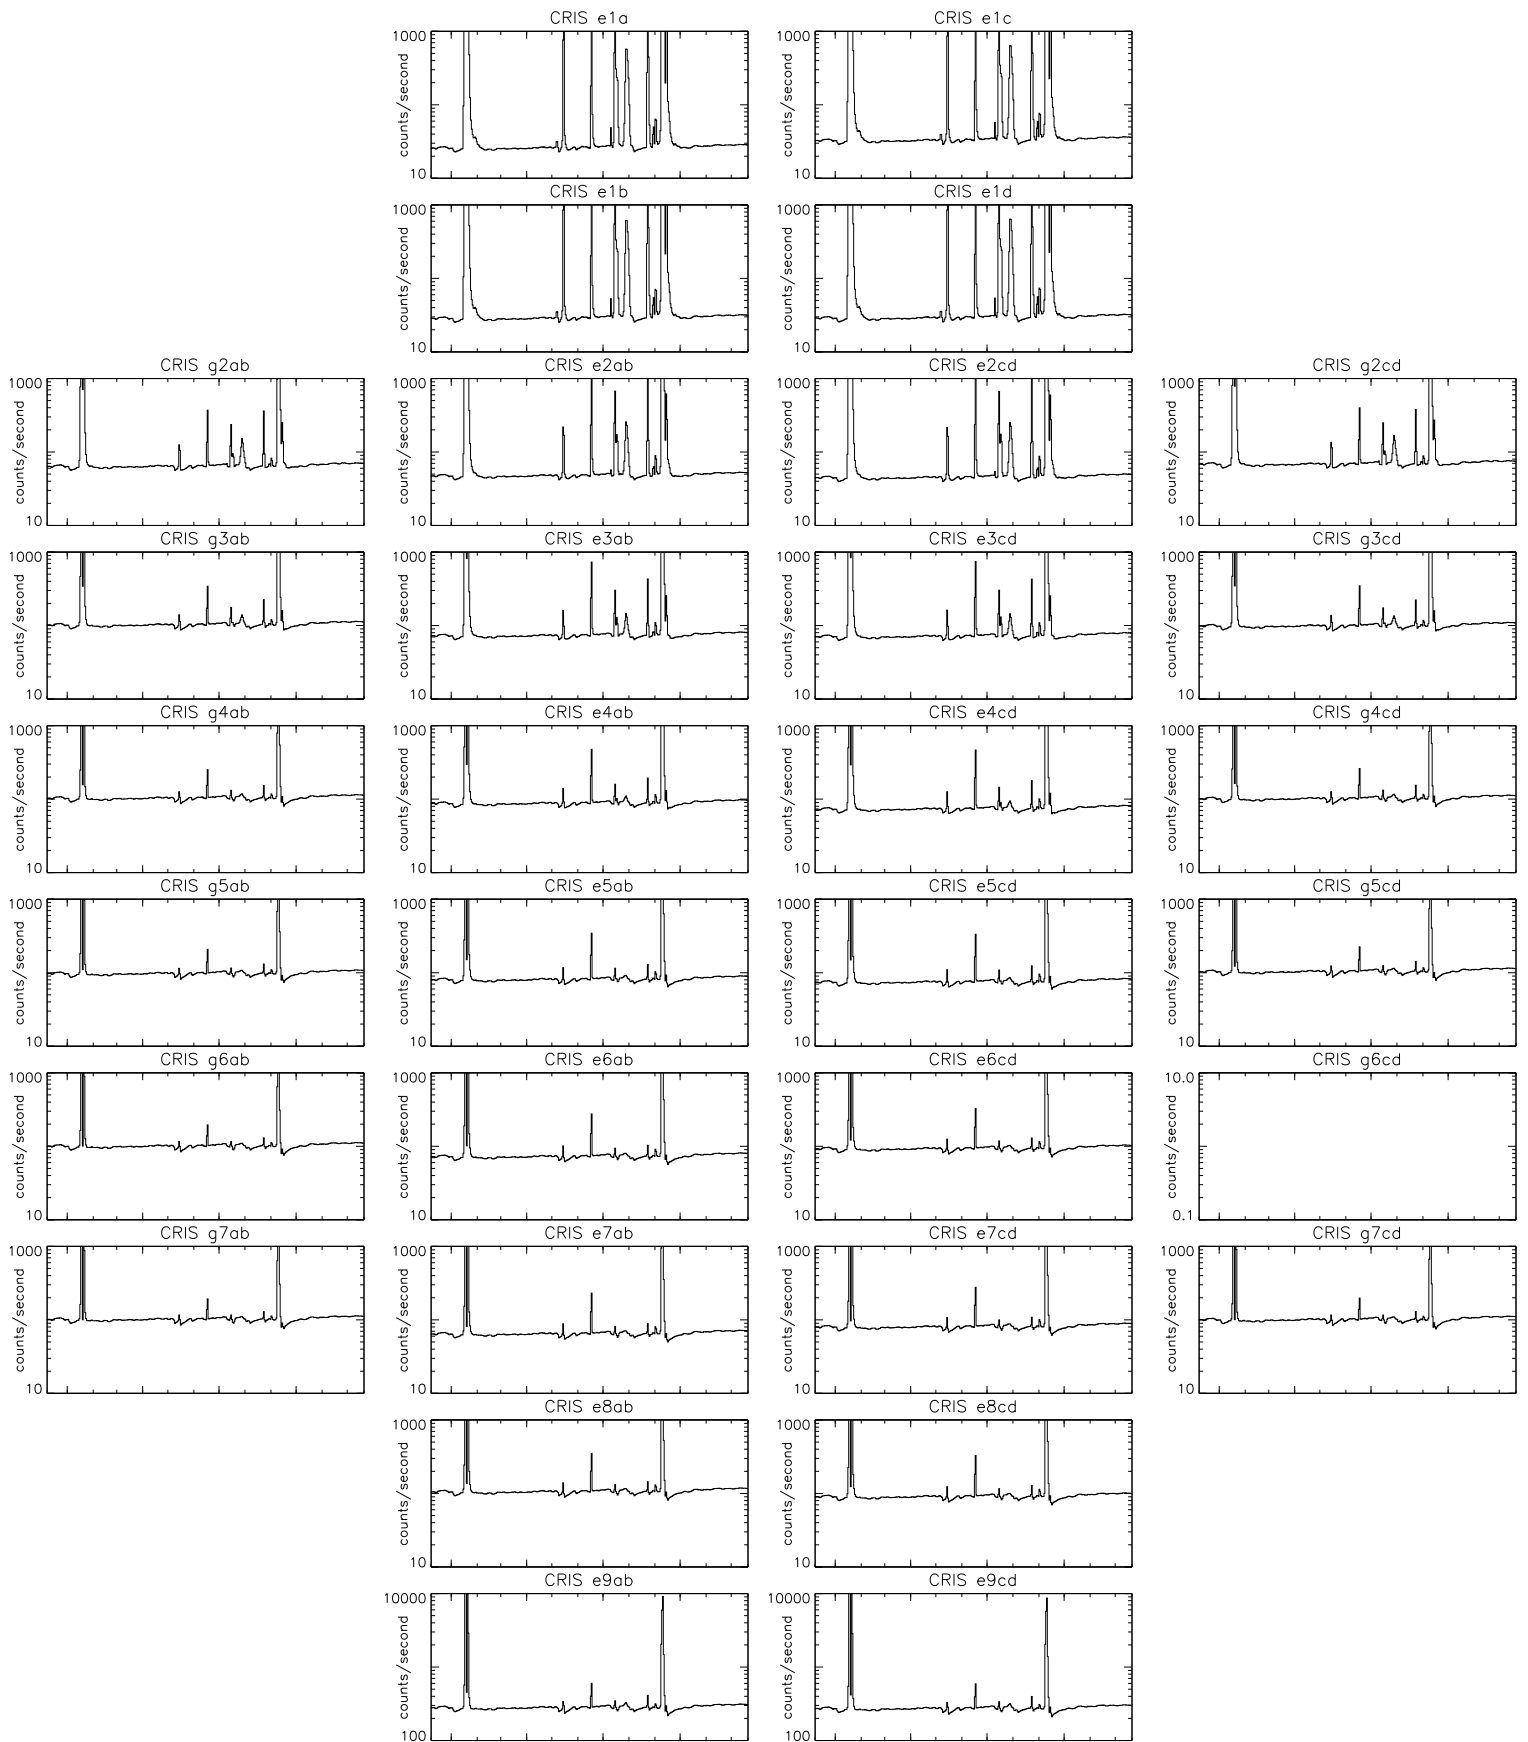 CRIS e1a
CRIS e1c
1000
counts/second
10
1000
counts/second
10
CRIS e1b
CRIS e1d
1000
counts/second
10
1000
counts/second
10
CRIS g2ab
CRIS e2ab
CRIS e2cd
CRIS g2cd
1000
counts/second
10
1000
counts/second
10
1000
counts/second
10
1000
counts/second
10
CRIS g3ab
CRIS e3ab
CRIS e3cd
CRIS g3cd
1000
counts/second
10
1000
counts/second
10
1000
counts/second
10
1000
counts/second
10
CRIS g4ab
CRIS e4ab
CRIS e4cd
CRIS g4cd
1000
counts/second
10
1000
counts/second
10
1000
counts/second
10
1000
counts/second
10
CRIS g5ab
CRIS e5ab
CRIS e5cd
CRIS g5cd
1000
counts/second
10
1000
counts/second
10
1000
counts/second
10
1000
counts/second
10
CRIS g6ab
CRIS e6ab
CRIS e6cd
CRIS g6cd
1000
counts/second
10
1000
counts/second
10
1000
counts/second
10
10.0
counts/second
0.1
CRIS g7ab
CRIS e7ab
CRIS e7cd
CRIS g7cd
1000
counts/second
10
1000
counts/second
10
1000
counts/second
10
1000
counts/second
10
CRIS e8ab
CRIS e8cd
1000
counts/second
10
1000
counts/second
10
CRIS e9ab
CRIS e9cd
10000
counts/second
100
10000
counts/second
100